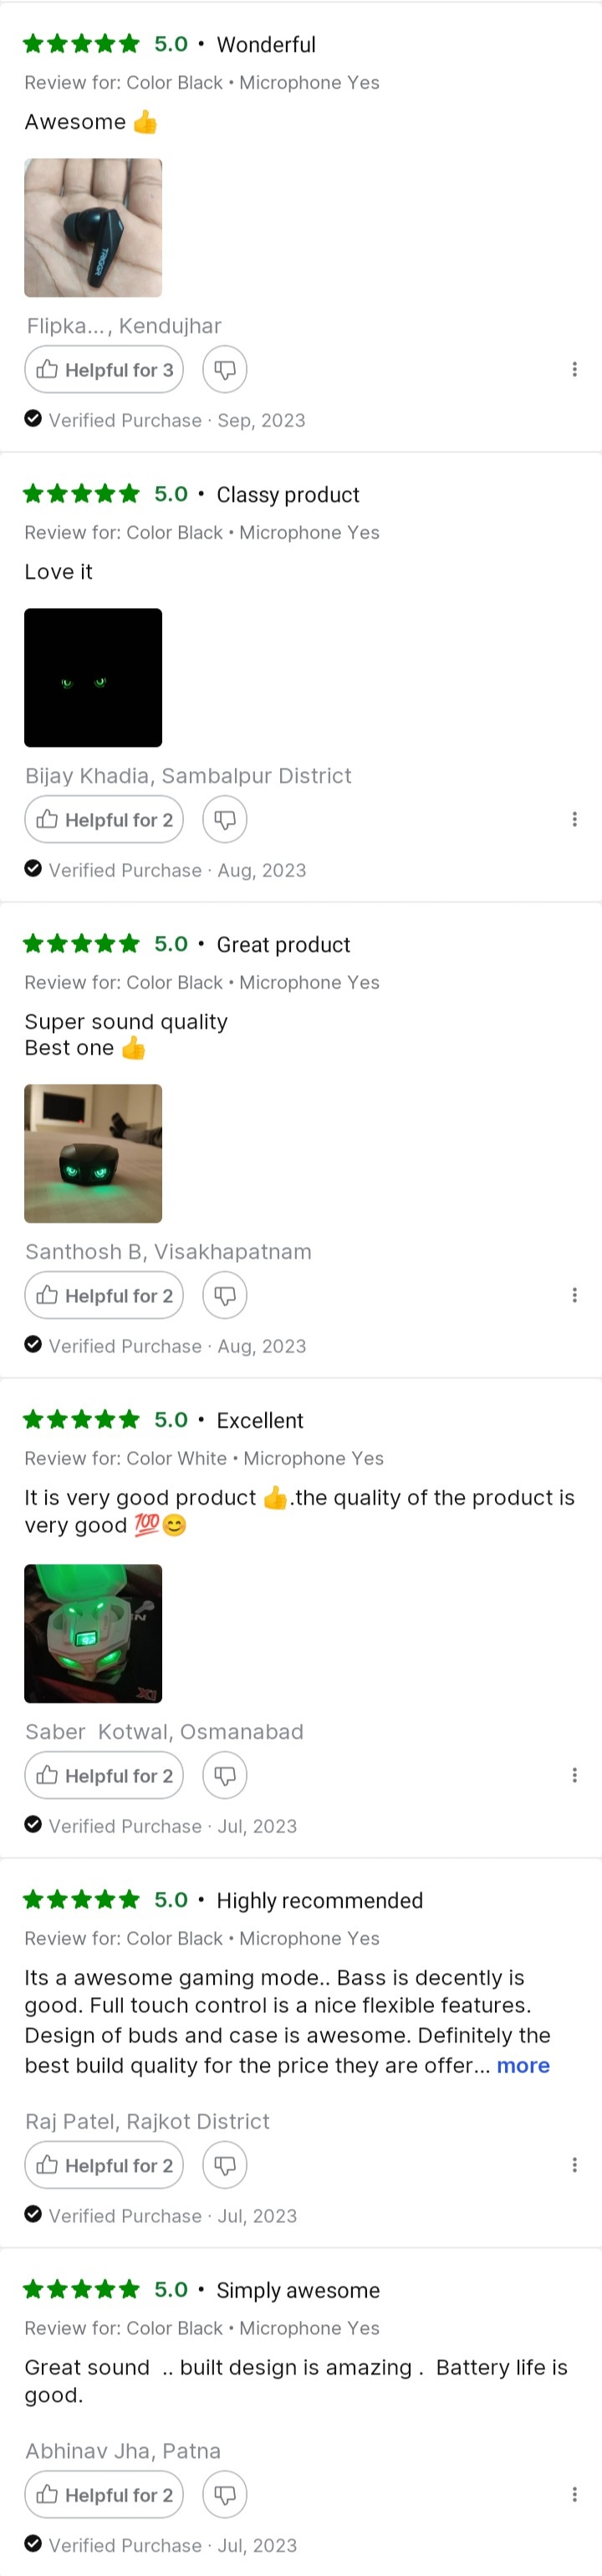 5.0 • Wonderful
Review for: Color Black • Microphone Yes
Awesome 👍
TRIGGR
Flipka..., Kendujhar
Helpful for 3
Verified Purchase · Sep, 2023
5.0 • Classy product
Review for: Color Black • Microphone Yes
Love it
Bijay Khadia, Sambalpur District
Helpful for 2
Verified Purchase · Aug, 2023
5.0 • Great product
Review for: Color Black • Microphone Yes
Super sound quality
Best one 👍
Santhosh B, Visakhapatnam
Helpful for 2
Verified Purchase · Aug, 2023
5.0 • Excellent
Review for: Color White • Microphone Yes
It is very good product 👍.the quality of the product is
very good 💯😊
Saber  Kotwal, Osmanabad
Helpful for 2
Verified Purchase · Jul, 2023
5.0 • Highly recommended
Review for: Color Black • Microphone Yes
Its a awesome gaming mode.. Bass is decently is
good. Full touch control is a nice flexible features.
Design of buds and case is awesome. Definitely the
best build quality for the price they are offer... more
Raj Patel, Rajkot District
Helpful for 2
Verified Purchase · Jul, 2023
5.0 • Simply awesome
Review for: Color Black • Microphone Yes
Great sound  .. built design is amazing .  Battery life is
good.
Abhinav Jha, Patna
Helpful for 2
Verified Purchase · Jul, 2023